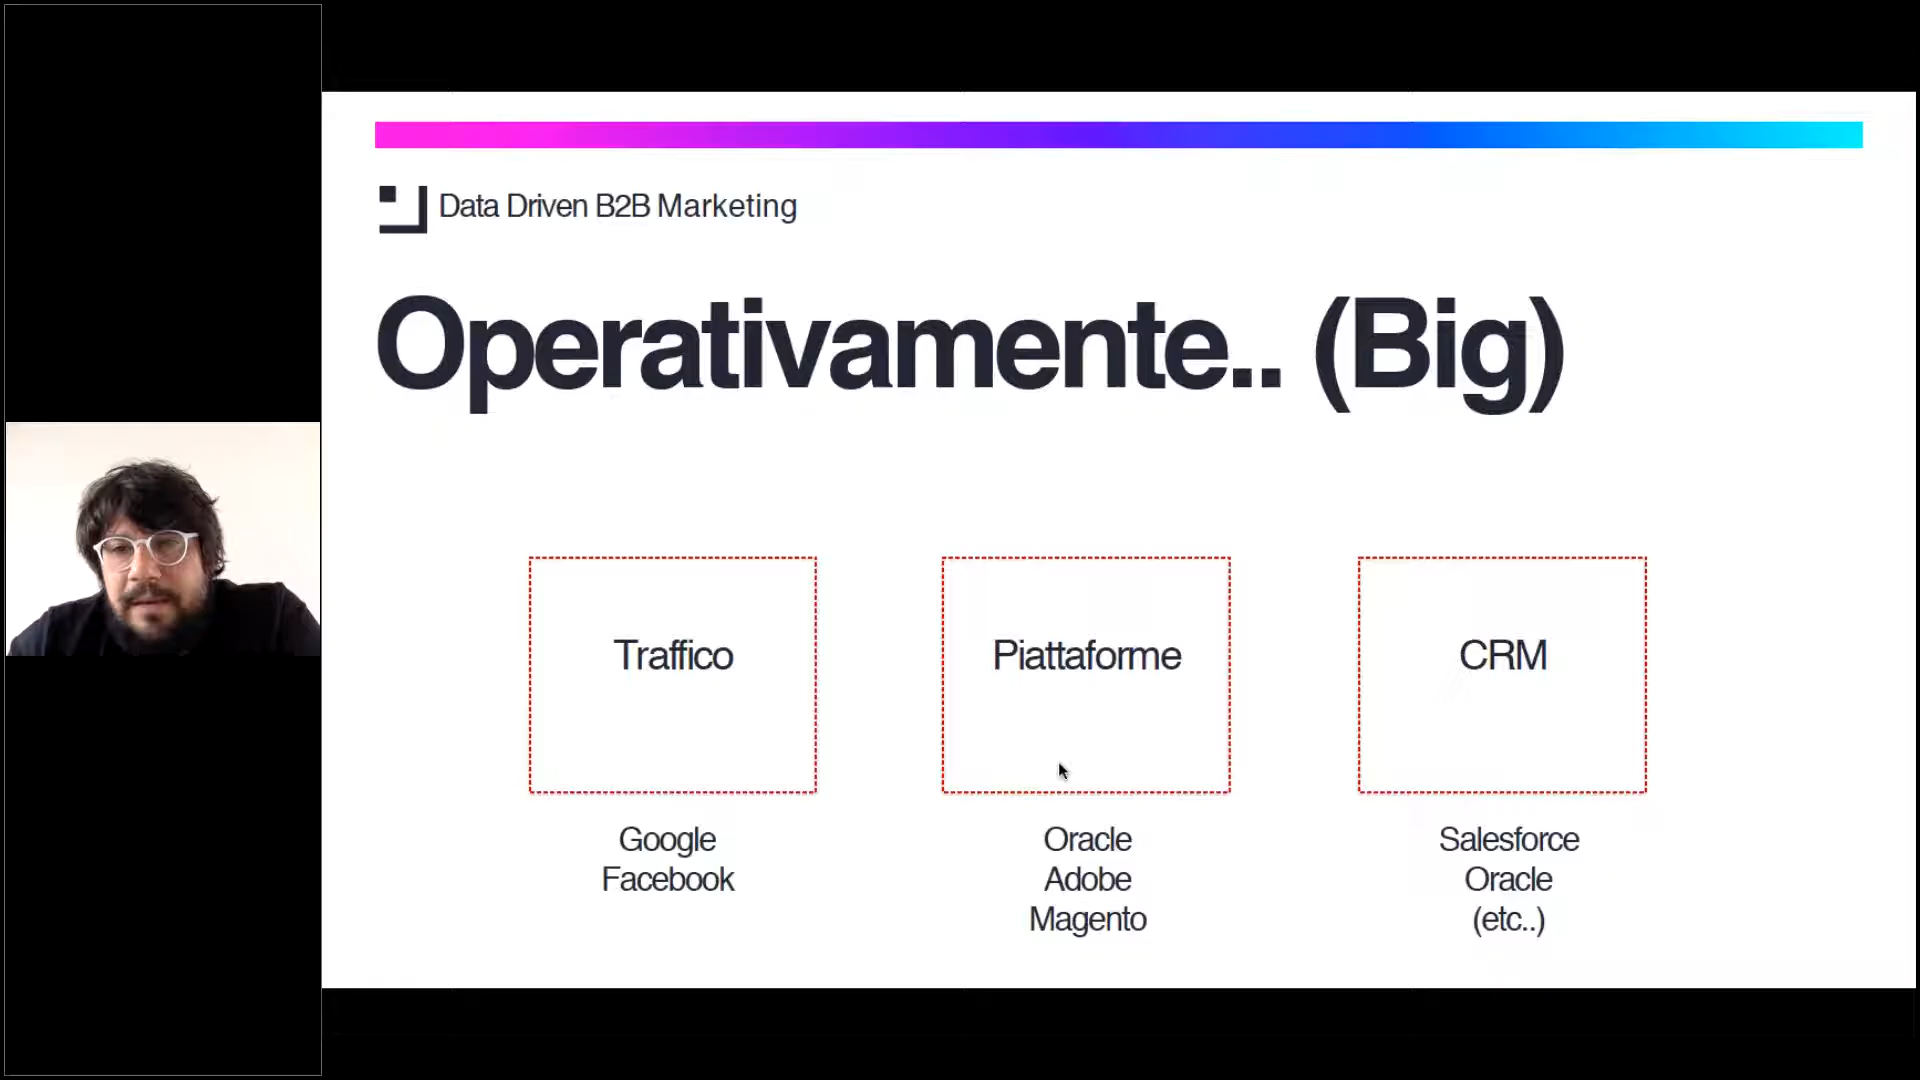 Data Driven B2B Marketing
Operativamente.. (Big)
Traffico
Piattaforme
CRM
Google
Facebook
Oracle
Adobe
Magento
Salesforce
Oracle
(etc..)